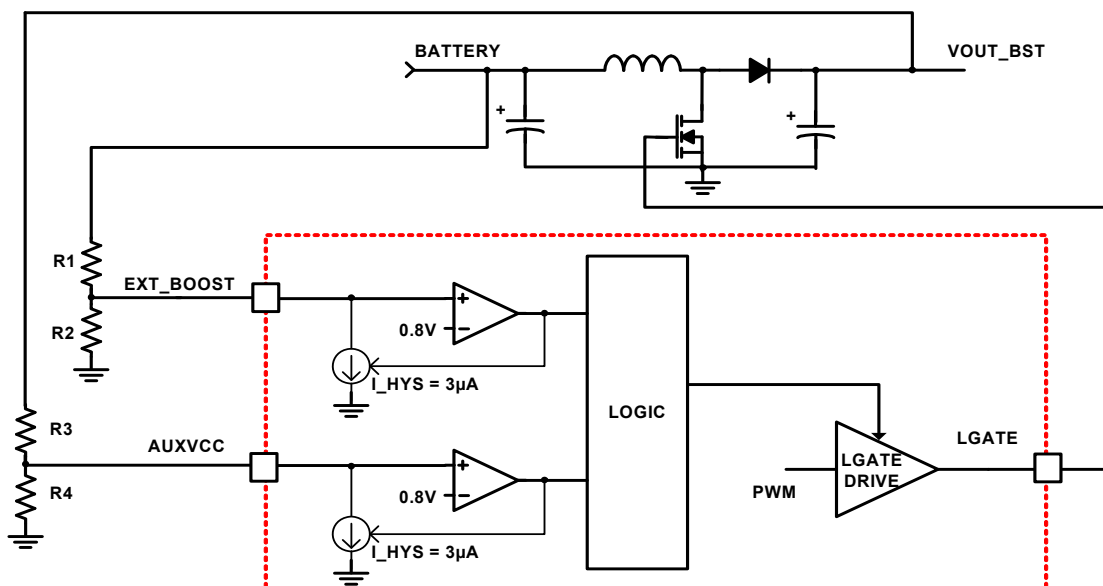 BATTERY
VOUT_BST
+
+
R1
EXT_BOOST
R2
+
0.8V
−
I_HYS = 3µA
LOGIC
R3
AUXVCC
R4
+
0.8V
−
I_HYS = 3µA
LGATE
DRIVE
PWM
LGATE